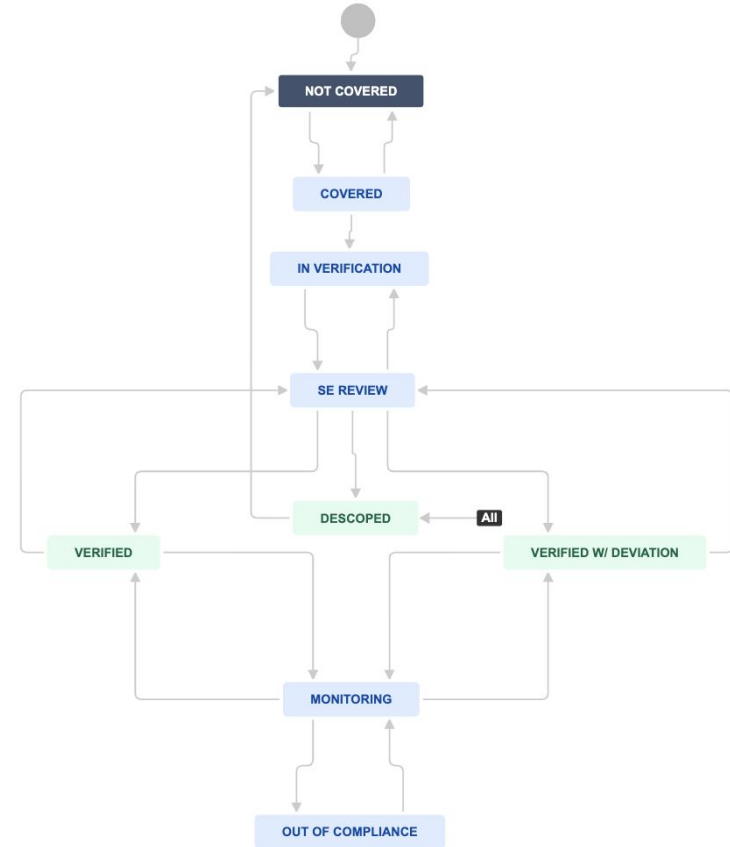 NOT COVERED
COVERED
IN VERIFICATION
SE REVIEW
DESCOPED
All
VERIFIED
VERIFIED W/ DEVIATION
MONITORING
OUT OF COMPLIANCE